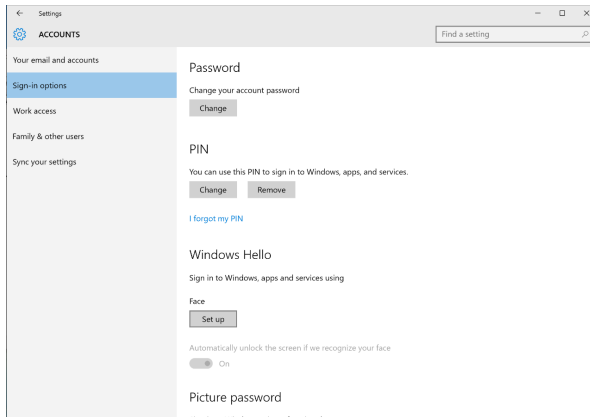 Settings
ACCOUNTS
Find a setting
Your email and accounts
Sign-in options
Work access
Family & other users
Sync your settings
Password
Change your account password
Change
PIN
You can use this PIN to sign in to Windows, apps, and services.
Change Remove
I forgot my PIN
Windows Hello
Sign in to Windows, apps and services using
Face
Set up
Automatically unlock the screen if we recognize your face
On
Picture password